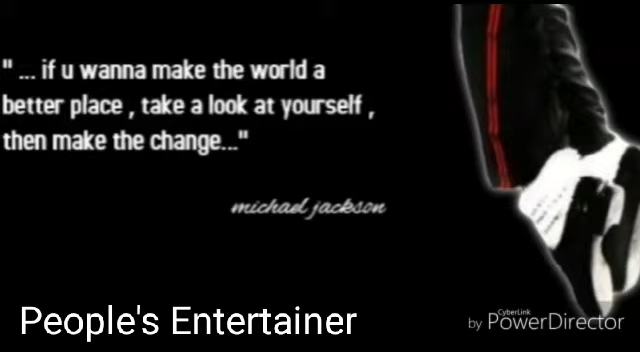 " ... if u wanna make the world a
better place , take a look at yourself ,
then make the change..."
michael jackson
People's Entertainer
by CyberLink PowerDirector